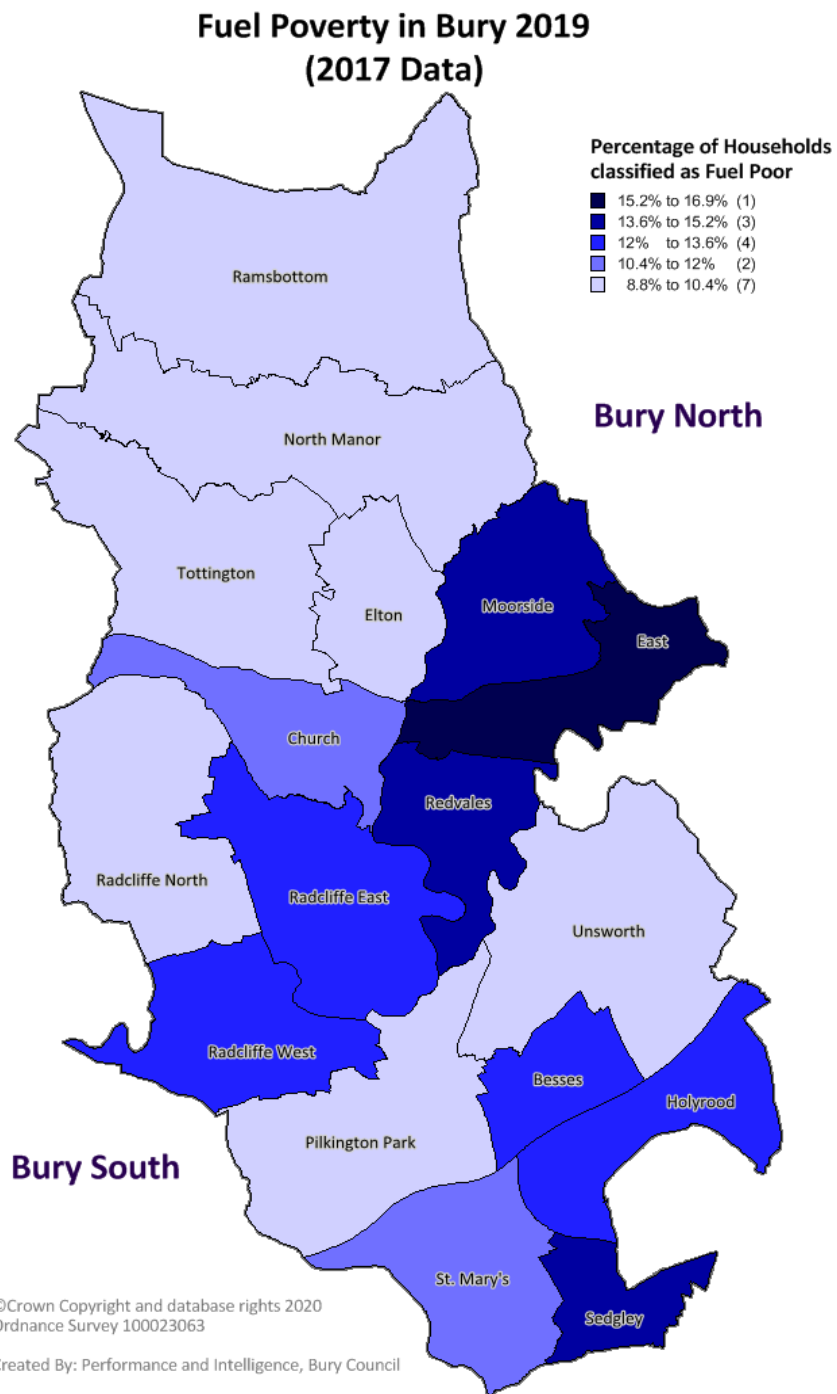 Fuel Poverty in Bury 2019
(2017 Data)
Percentage of Households
classified as Fuel Poor
15.2% to 16.9% (1)
13.6% to 15.2% (3)
12% to 13.6% (4)
10.4% to 12% (2)
8.8% to 10.4% (7)
Ramsbottom
Bury North
North Manor
Tottington
Elton
Moorside
East
Church
Redvales
Radcliffe North
Radcliffe East
Unsworth
Radcliffe West
Besses
Holyrood
Pilkington Park
Bury South
St. Mary's
Sedgley
©Crown Copyright and database rights 2020
Ordnance Survey 100023063
Created By: Performance and Intelligence, Bury Council